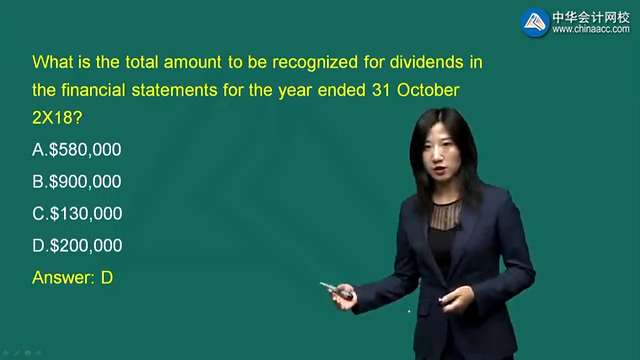 中华会计网校
www.chinaacc.com
What is the total amount to be recognized for dividends in
the financial statements for the year ended 31 October
2X18?
A.$580,000
B.$900,000
C.$130,000
D.$200,000
Answer: D